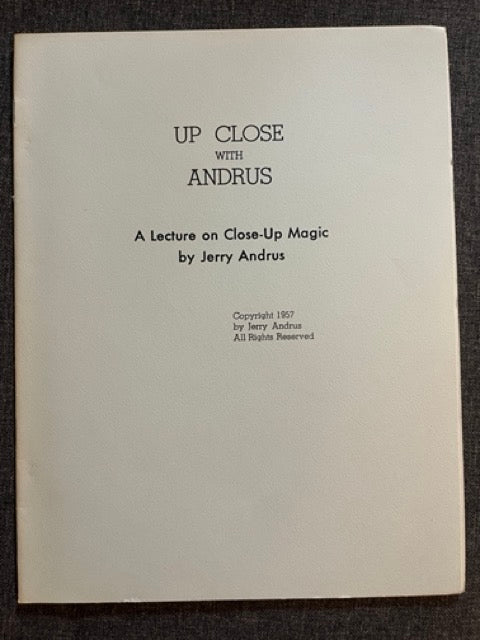 UP CLOSE
WITH
ANDRUS
A Lecture on Close-Up Magic
by Jerry Andrus
Copyright 1957
by Jerry Andrus
All Rights Reserved